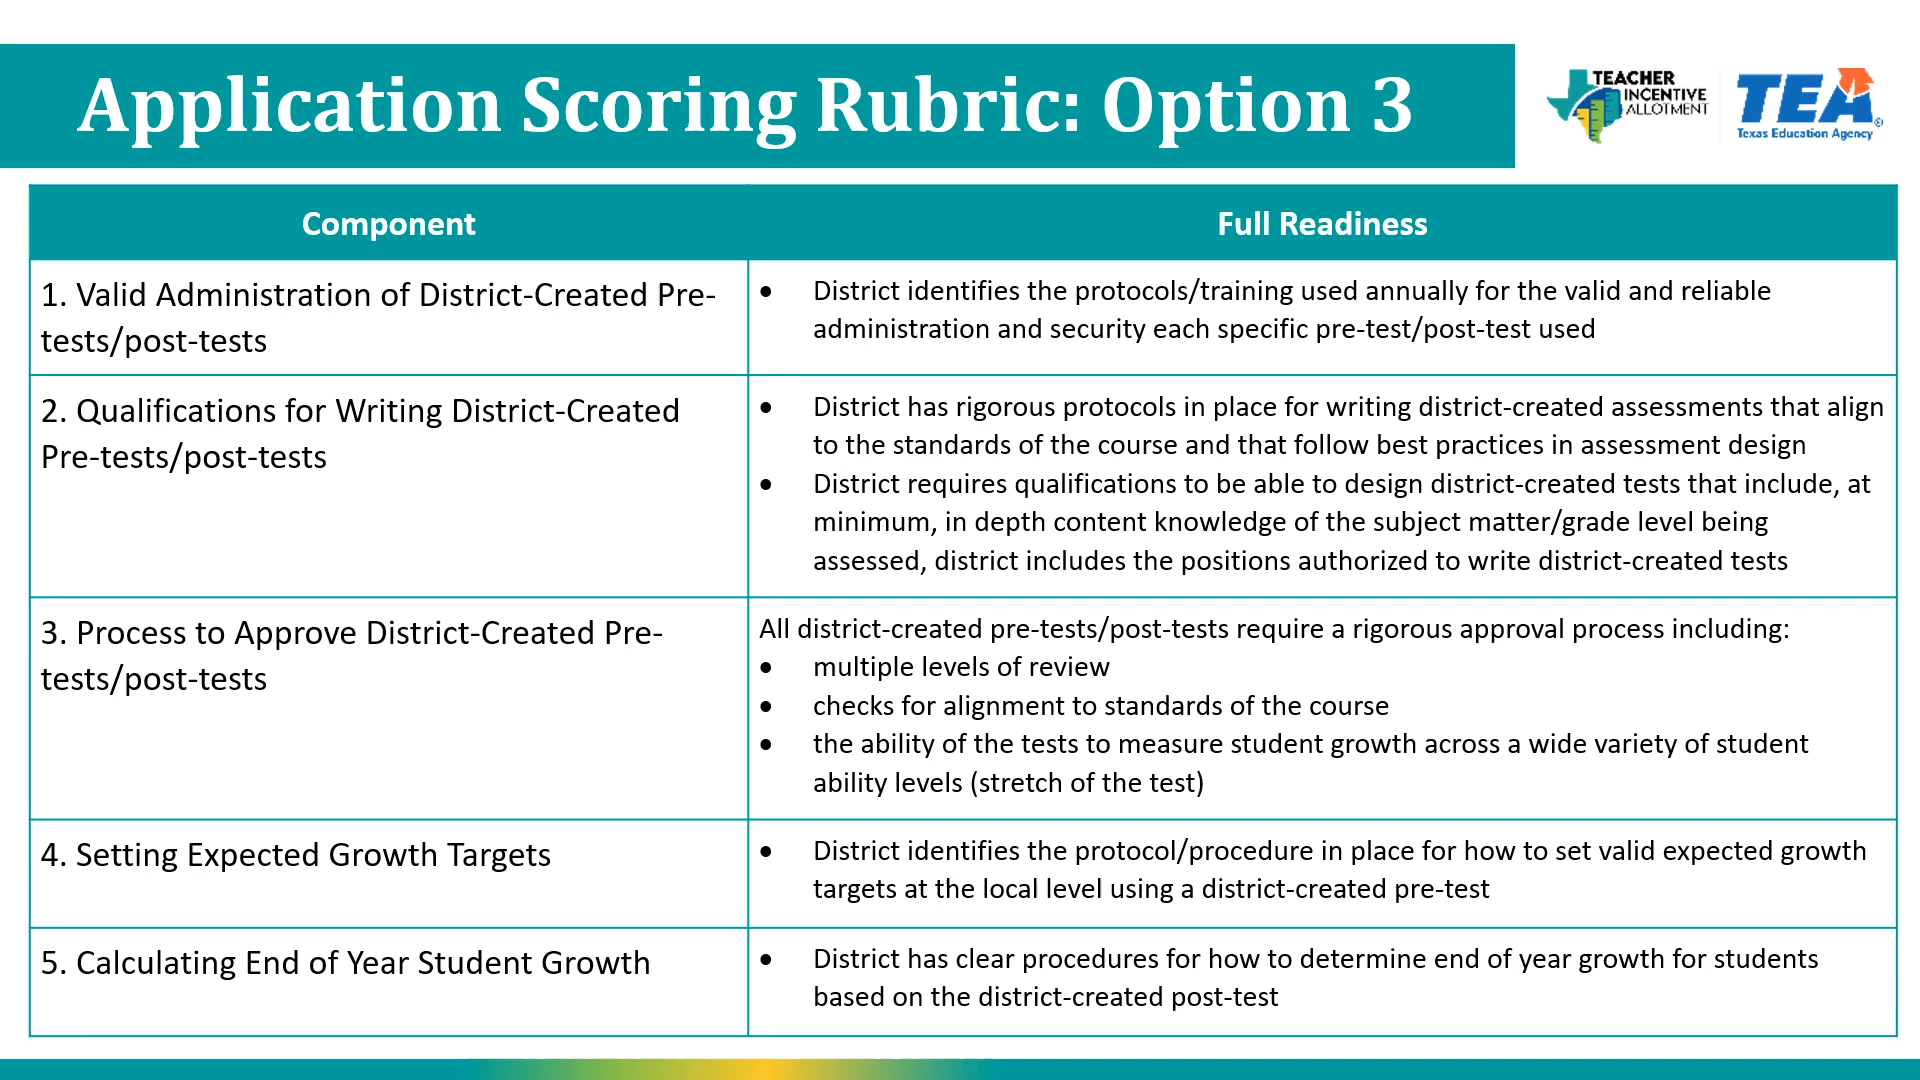 Application Scoring Rubric: Option 3
TEACHER
INCENTIVE
ALLOTMENT
TEA
Texas Education Agency
Component
Full Readiness
1. Valid Administration of District-Created Pre-
tests/post-tests
• District identifies the protocols/training used annually for the valid and reliable
administration and security each specific pre-test/post-test used
2. Qualifications for Writing District-Created
Pre-tests/post-tests
• District has rigorous protocols in place for writing district-created assessments that align
to the standards of the course and that follow best practices in assessment design
• District requires qualifications to be able to design district-created tests that include, at
minimum, in depth content knowledge of the subject matter/grade level being
assessed, district includes the positions authorized to write district-created tests
3. Process to Approve District-Created Pre-
tests/post-tests
All district-created pre-tests/post-tests require a rigorous approval process including:
• multiple levels of review
• checks for alignment to standards of the course
• the ability of the tests to measure student growth across a wide variety of student
ability levels (stretch of the test)
4. Setting Expected Growth Targets
• District identifies the protocol/procedure in place for how to set valid expected growth
targets at the local level using a district-created pre-test
5. Calculating End of Year Student Growth
• District has clear procedures for how to determine end of year growth for students
based on the district-created post-test